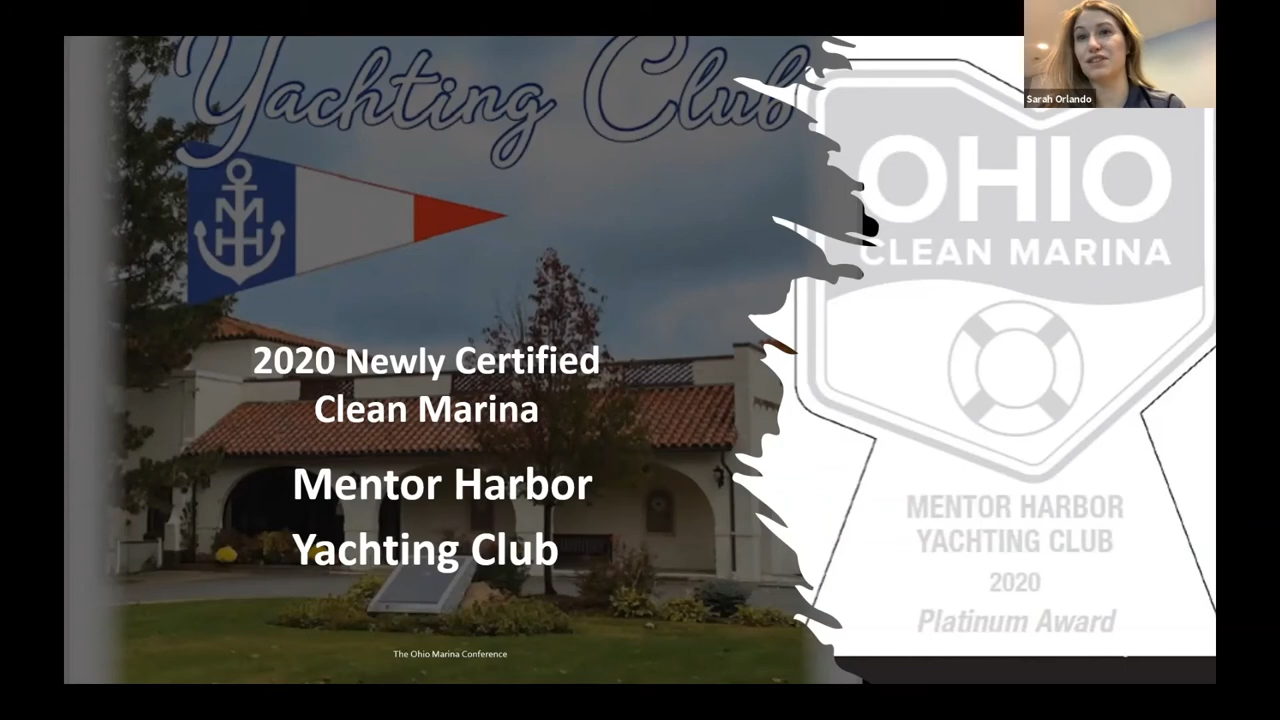 Yachting Club
MH
2020 Newly Certified
Clean Marina
Mentor Harbor
Yachting Club
The Ohio Marina Conference
Sarah Orlando
OHIO
CLEAN MARINA
MENTOR HARBOR
YACHTING CLUB
2020
Platinum Award